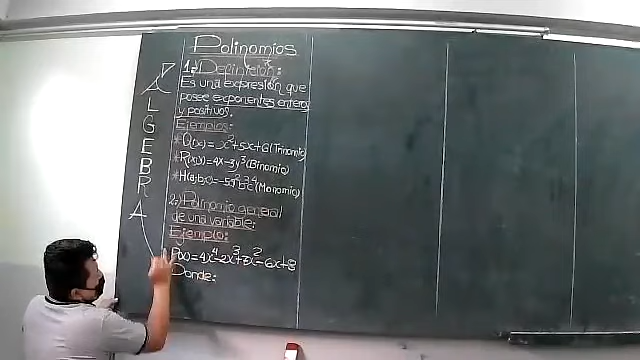 ALGEBRA
Polinomios
1.) Definición:
Es una expresión que
posee exponentes enteros
y positivos.
Ejemplos:
* Q(x)= x²+5x+6 (Trinomio)
* R(x;y)=4x-3y³ (Binomio)
* H(a;b;c)=-5a²b³c⁴ (Monomio)
2.) Polinomio general
de una variable:
Ejemplo:
P(x)=4x⁴-2x³+7x²-6x+8
Donde: